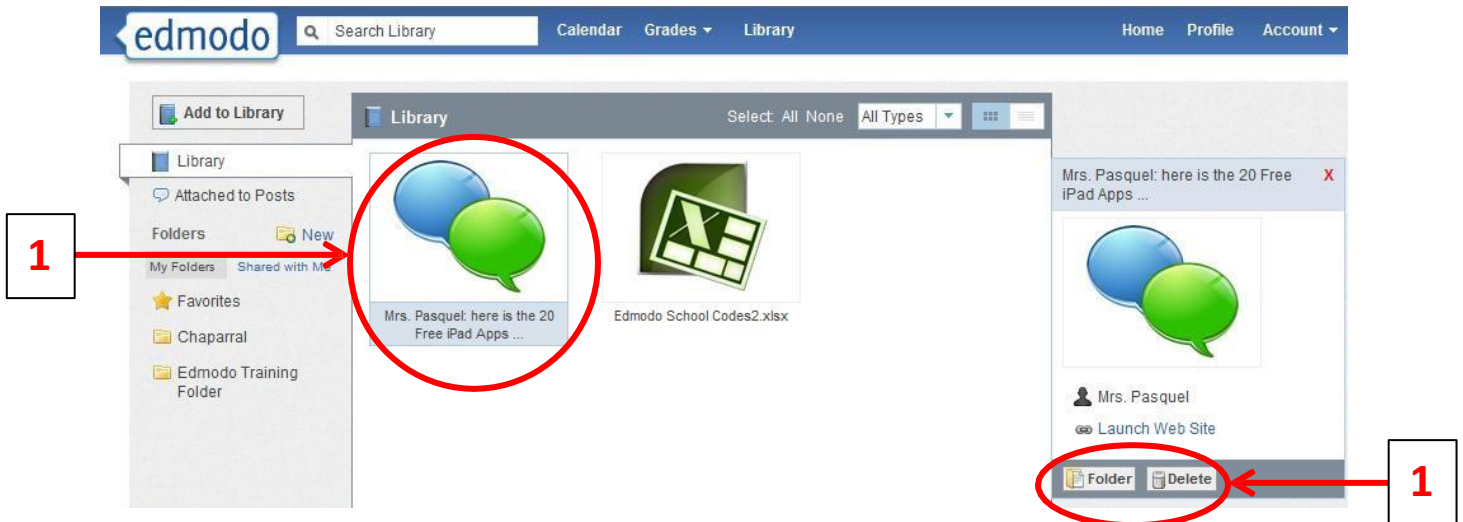 edmodo
Search Library
Calendar Grades Library
Home Profile Account
Add to Library
Library
Attached to Posts
Folders New
My Folders Shared with Me
Favorites
Chaparral
Edmodo Training
Folder
1
Library
Select: All None All Types
Mrs. Pasquel: here is the 20
Free iPad Apps ...
Edmodo School Codes2.xlsx
Mrs. Pasquel: here is the 20 Free
iPad Apps ...
X
Mrs. Pasquel
Launch Web Site
Folder Delete
1